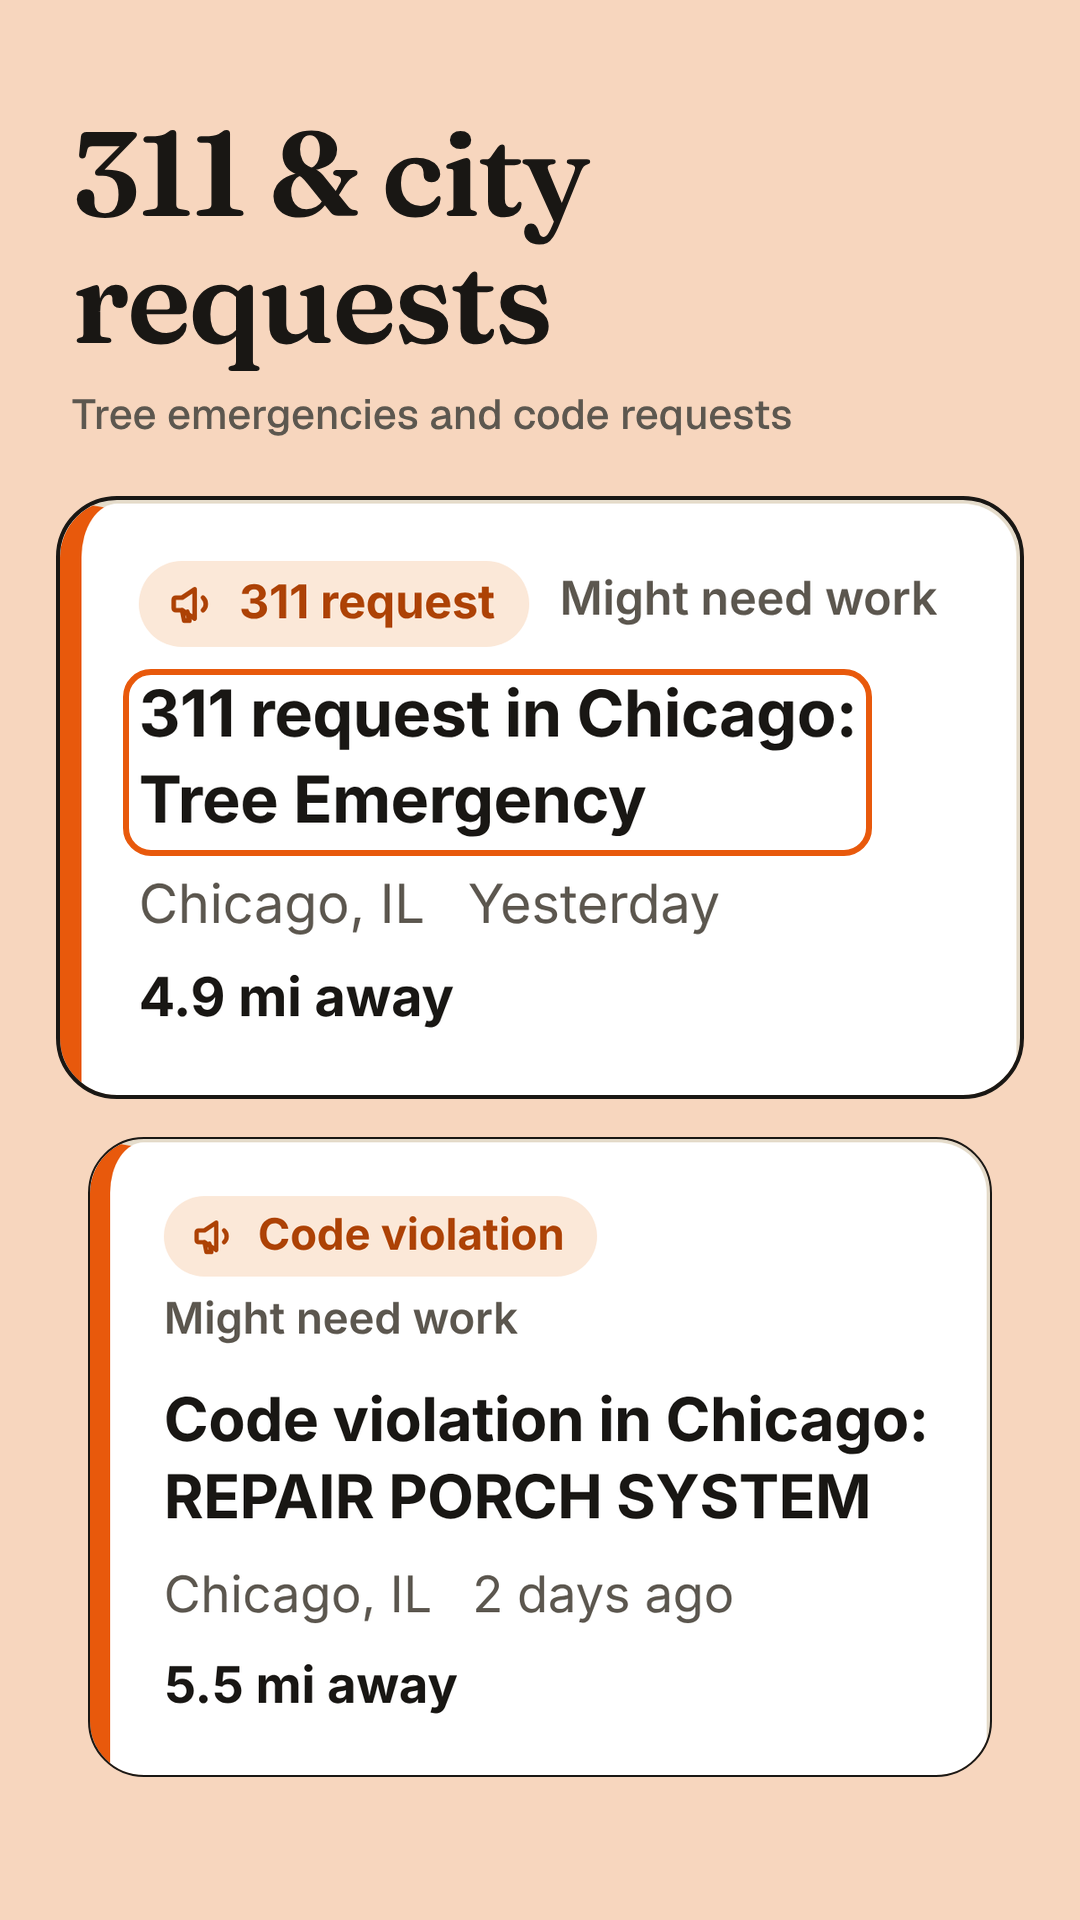 311 & city
requests
Tree emergencies and code requests
311 request Might need work
311 request in Chicago:
Tree Emergency
Chicago, IL Yesterday
4.9 mi away
Code violation
Might need work
Code violation in Chicago:
REPAIR PORCH SYSTEM
Chicago, IL 2 days ago
5.5 mi away